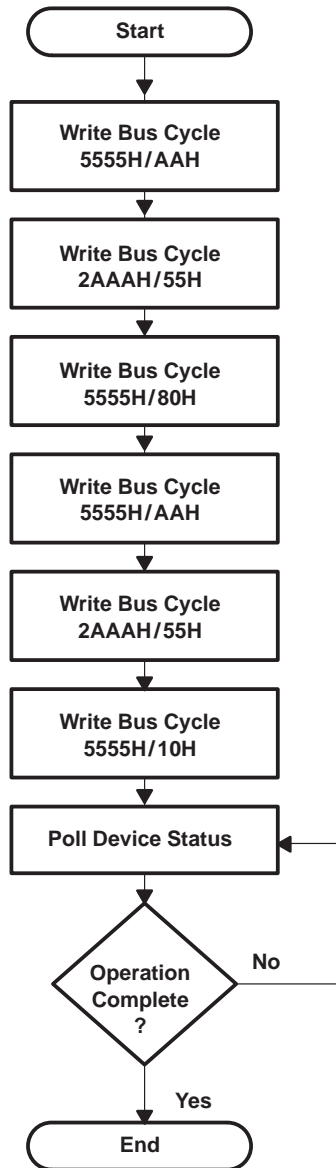 Start
Write Bus Cycle
5555H/AAH
Write Bus Cycle
2AAAH/55H
Write Bus Cycle
5555H/80H
Write Bus Cycle
5555H/AAH
Write Bus Cycle
2AAAH/55H
Write Bus Cycle
5555H/10H
Poll Device Status
Operation
Complete
?
No
Yes
End